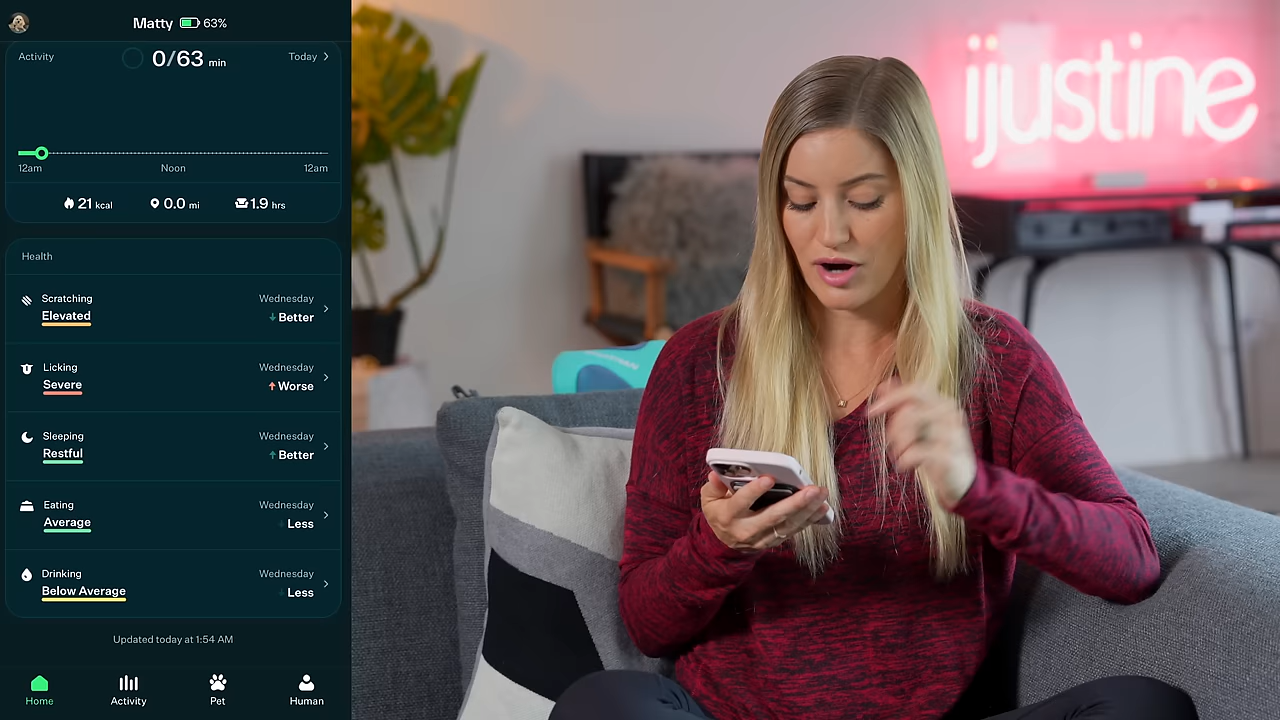 Matty 63%
Activity 0/63 min Today
12am Noon 12am
21 kcal 0.0 mi 1.9 hrs
Health
Scratching Wednesday
Elevated Better
Licking Wednesday
Severe Worse
Sleeping Wednesday
Restful Better
Eating Wednesday
Average Less
Drinking Wednesday
Below Average Less
Updated today at 1:54 AM
Home Activity Pet Human
ijustine